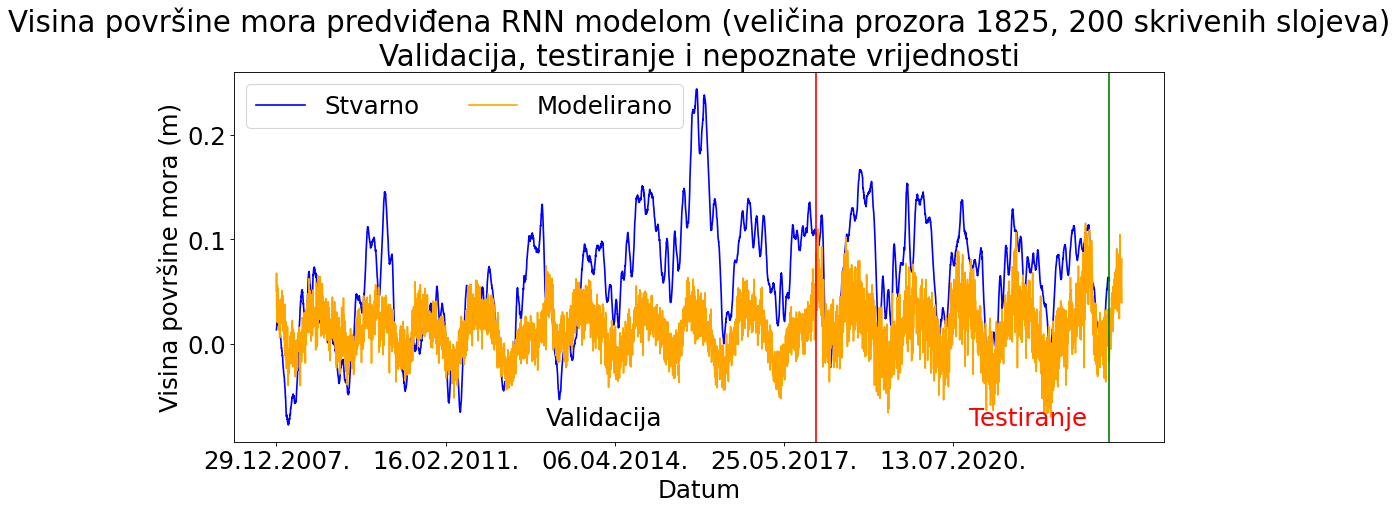 Visina površine mora predviđena RNN modelom (veličina prozora 1825, 200 skrivenih slojeva)
Validacija, testiranje i nepoznate vrijednosti
Stvarno
Modelirano
Visina površine mora (m)
0.2
0.1
0.0
Validacija
Testiranje
29.12.2007.
16.02.2011.
06.04.2014.
25.05.2017.
13.07.2020.
Datum